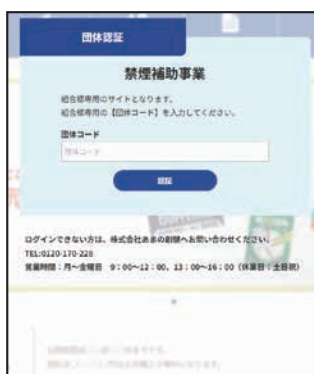 団体認証
禁煙補助事業
組合様専用のサイトとなります。
組合様専用の【団体コード】を入力してください。
団体コード
団体コード
認証
ログインできない方は、株式会社あまの創健へお問い合わせください。
TEL:0120-170-228
営業時間：月〜金曜日 9：00〜12：00、13：00〜16：00（休業日：土日祝）